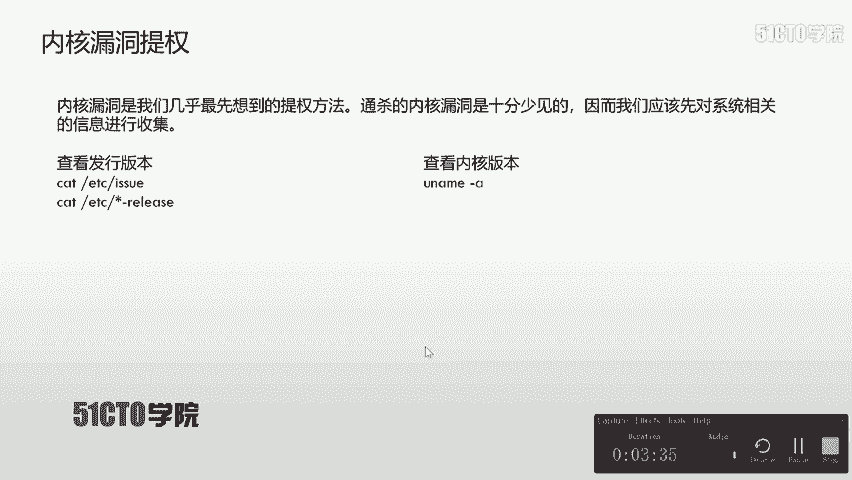 内核漏洞提权
51CTO学院
内核漏洞是我们几乎最先想到的提权方法。通杀的内核漏洞是十分少见的，因而我们应该先对系统相关
的信息进行收集。
查看发行版本
cat /etc/issue
cat /etc/*-release
查看内核版本
uname -a
51CTO学院
Duration
Audio
0:03:35
Pause
Stop